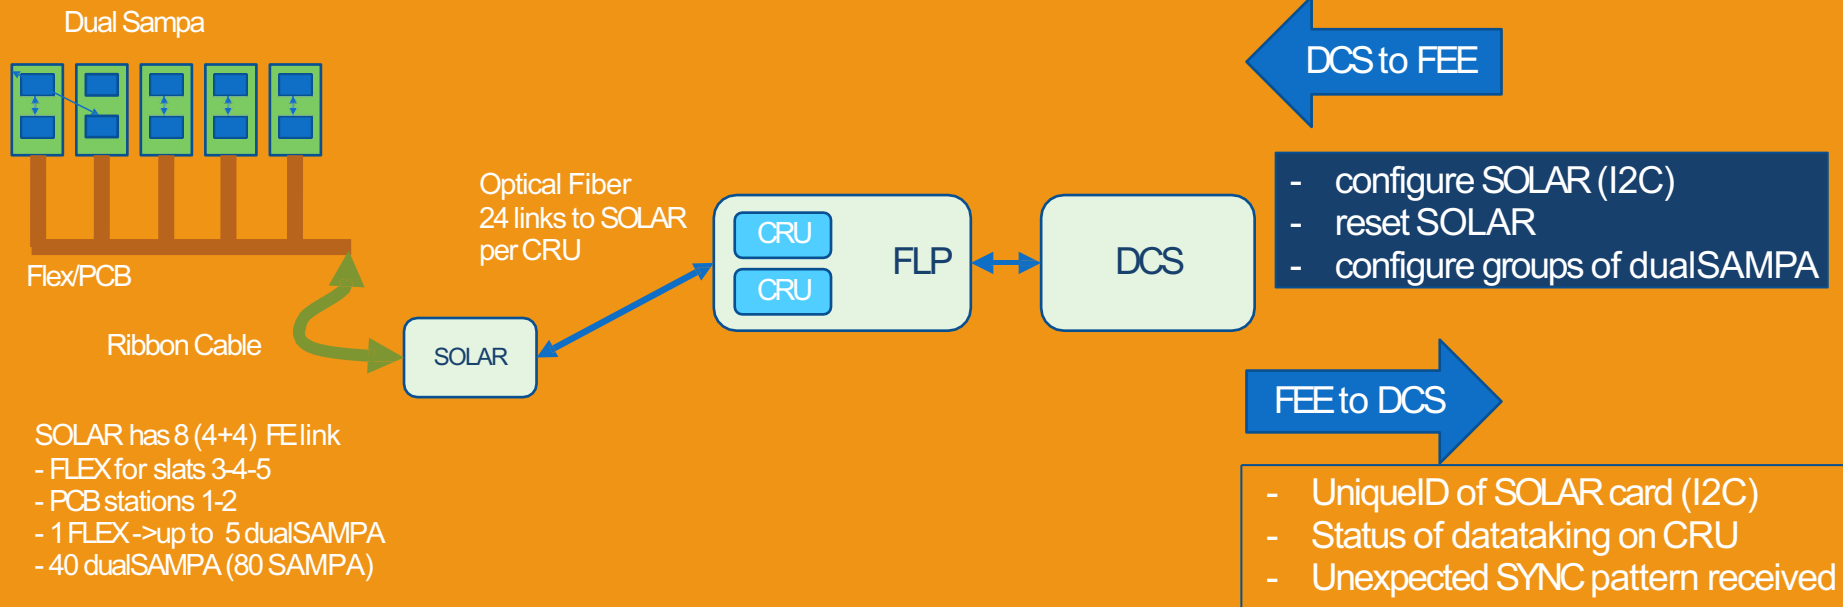 Dual Sampa
Flex/PCB
Ribbon Cable
SOLAR
Optical Fiber
24 links to SOLAR
per CRU
CRU
CRU
FLP
DCS
SOLAR has 8 (4+4) FE link
- FLEX for slats 3-4-5
- PCB stations 1-2
- 1 FLEX -> up to 5 dualSAMPA
- 40 dualSAMPA (80 SAMPA)
DCS to FEE
- configure SOLAR (I2C)
- reset SOLAR
- configure groups of dualSAMPA
FEE to DCS
- UniqueID of SOLAR card (I2C)
- Status of datataking on CRU
- Unexpected SYNC pattern received